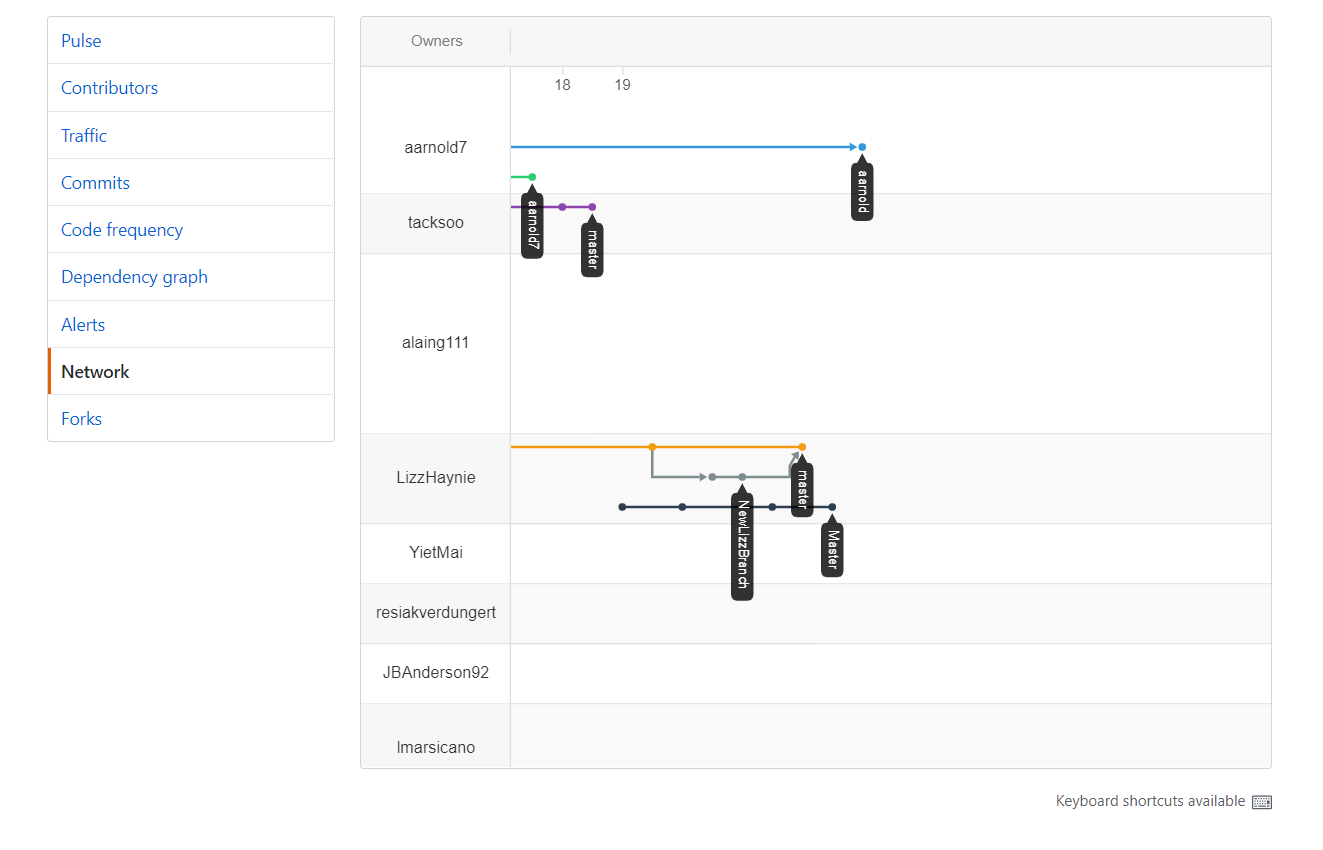 Pulse
Contributors
Traffic
Commits
Code frequency
Dependency graph
Alerts
Network
Forks
Owners
18 19
aarnold7
aarnold
aarnold7
tacksoo
master
alaing111
LizzHaynie
master
NewLizzBranch
Master
YietMai
resiakverdungert
JBAnderson92
lmarsicano
Keyboard shortcuts available